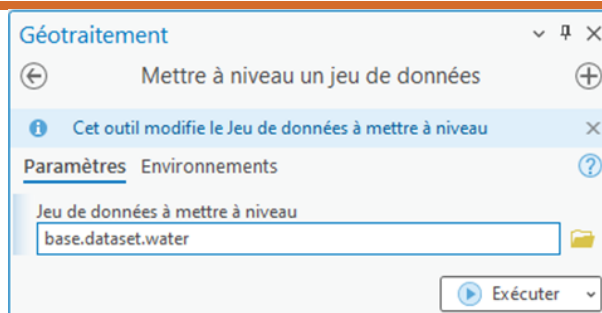 Géotraitement
Mettre à niveau un jeu de données
Cet outil modifie le Jeu de données à mettre à niveau
Paramètres Environnements
Jeu de données à mettre à niveau
base.dataset.water
Exécuter